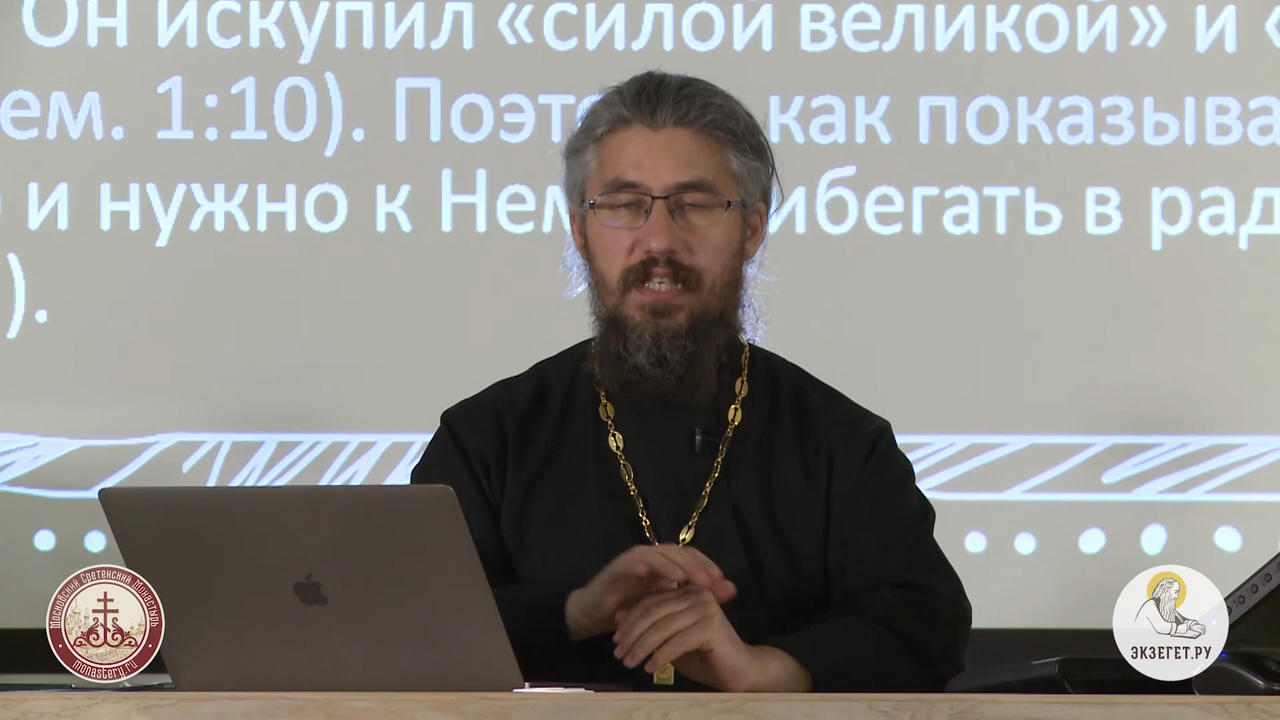 Он искупил «силой великой» и «
ем. 1:10). Поэт как показыва
и нужно к Нем ибегать в рад
).
Московский Сретенский Монастырь
monastery.ru
ЭКЗЕГЕТ.РУ